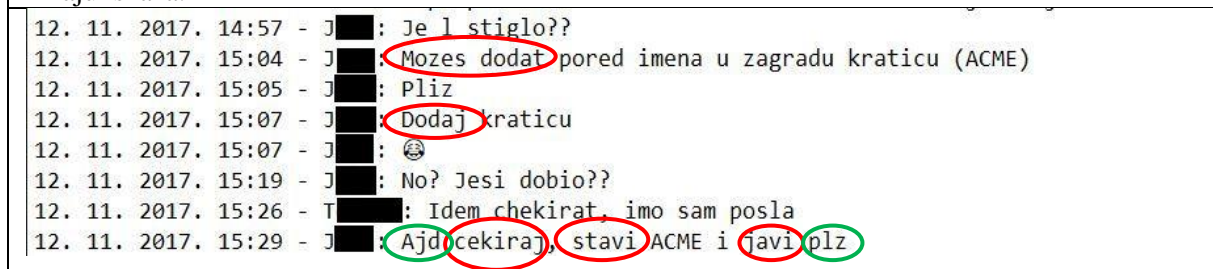 12. 11. 2017. 14:57 - J: Je l stiglo??
12. 11. 2017. 15:04 - J: Mozes dodat pored imena u zagradu kraticu (ACME)
12. 11. 2017. 15:05 - J: Pliz
12. 11. 2017. 15:07 - J: Dodaj kraticu
12. 11. 2017. 15:07 - J: 😂
12. 11. 2017. 15:19 - J: No? Jesi dobio??
12. 11. 2017. 15:26 - T: Idem chekirat, imo sam posla
12. 11. 2017. 15:29 - J: Ajd cekiraj, stavi ACME i javi plz